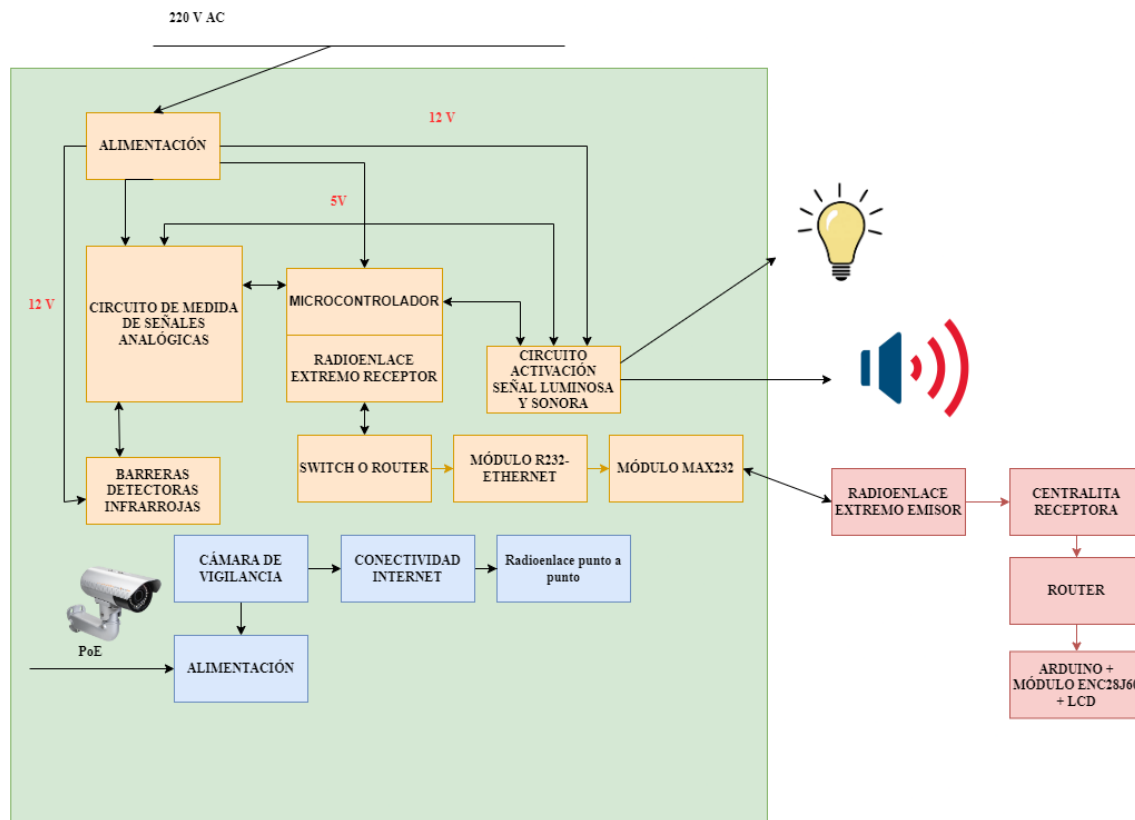 220 V AC
12 V
ALIMENTACIÓN
5V
12 V
CIRCUITO DE MEDIDA
DE SEÑALES
ANALÓGICAS
MICROCONTROLADOR
RADIOENLACE
EXTREMO RECEPTOR
CIRCUITO
ACTIVACIÓN
SEÑAL LUMINOSA
Y SONORA
BARRERAS
DETECTORAS
INFRARROJAS
SWITCH O ROUTER
MÓDULO R232-
ETHERNET
MÓDULO MAX232
RADIOENLACE
EXTREMO EMISOR
CENTRALITA
RECEPTORA
CÁMARA DE
VIGILANCIA
CONECTIVIDAD
INTERNET
Radioenlace punto a
punto
ROUTER
PoE
ALIMENTACIÓN
ARDUINO +
MÓDULO ENC28J60
+ LCD